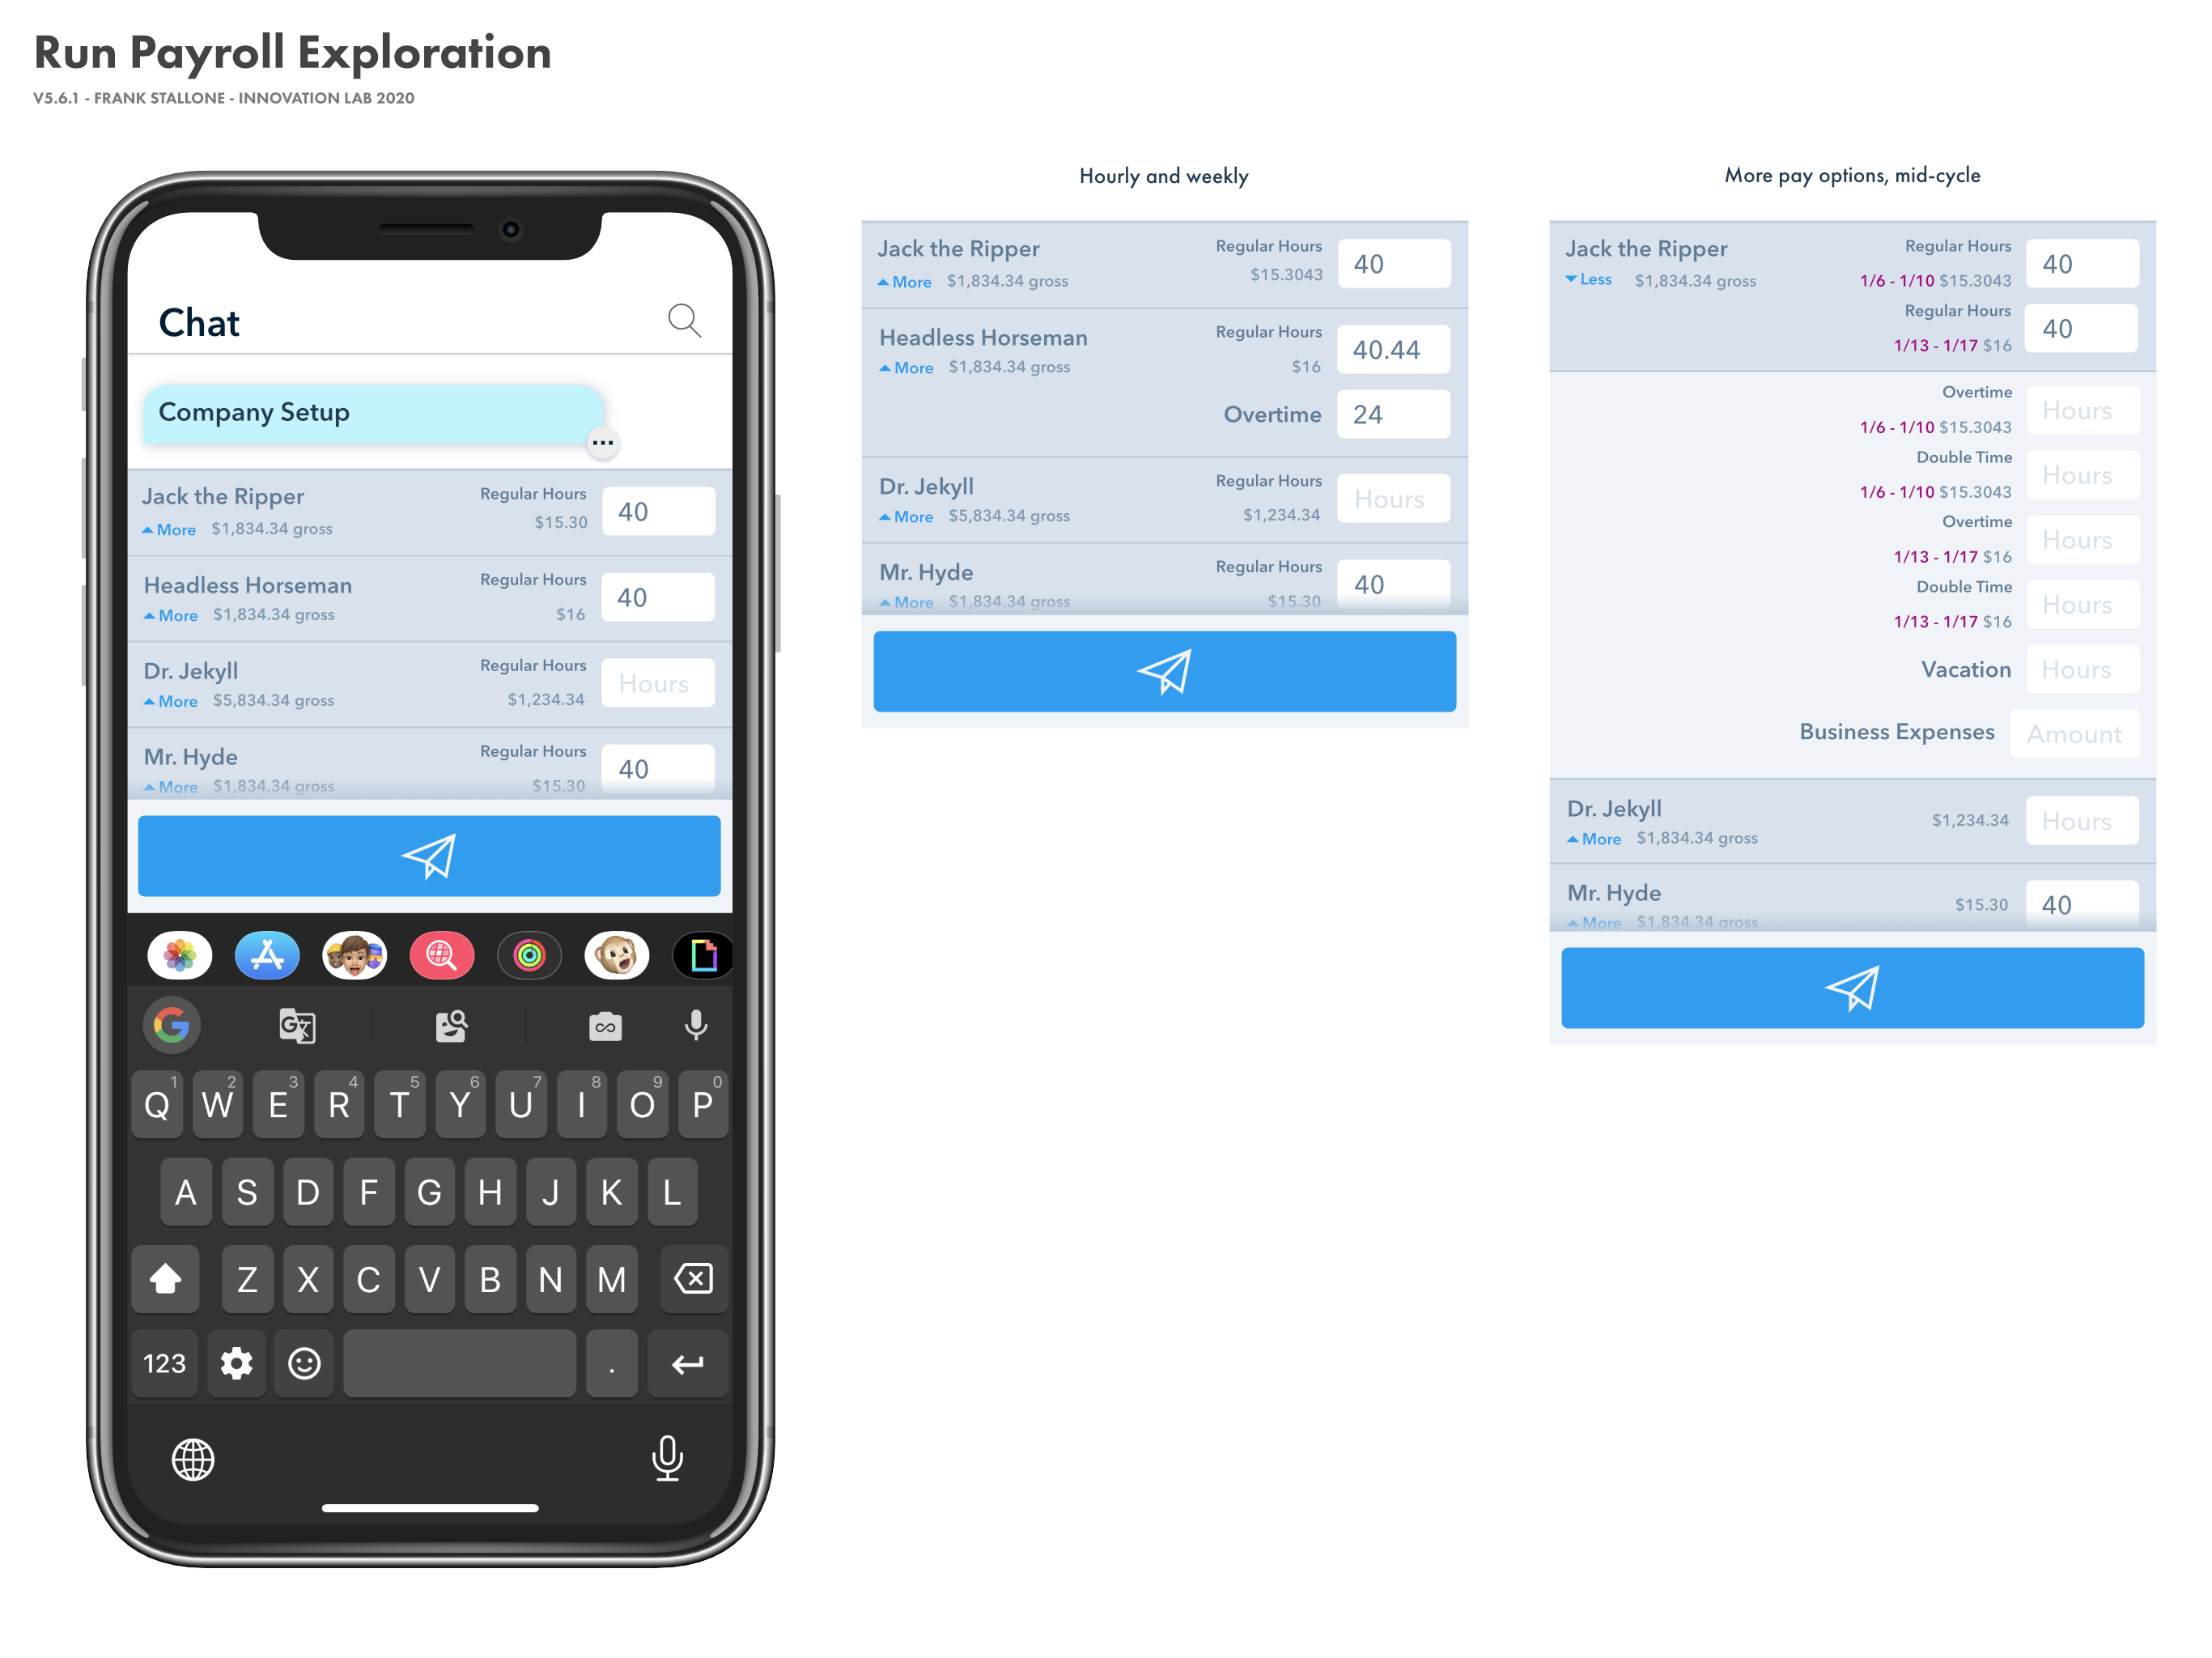 Run Payroll Exploration
V5.6.1 - FRANK STALLONE - INNOVATION LAB 2020
Chat
Company Setup
Jack the Ripper Regular Hours 40
More $1,834.34 gross $15.30
Headless Horseman Regular Hours 40
More $1,834.34 gross $16
Dr. Jekyll Regular Hours Hours
More $5,834.34 gross $1,234.34
Mr. Hyde Regular Hours 40
More $1,834.34 gross $15.30
Q 1 W 2 E 3 R 4 T 5 Y 6 U 7 I 8 O 9 P 0
A S D F G H J K L
Z X C V B N M
123 .
Hourly and weekly
Jack the Ripper Regular Hours 40
More $1,834.34 gross $15.3043
Headless Horseman Regular Hours 40.44
More $1,834.34 gross $16
Overtime 24
Dr. Jekyll Regular Hours Hours
More $5,834.34 gross $1,234.34
Mr. Hyde Regular Hours 40
More $1,834.34 gross $15.30
More pay options, mid-cycle
Jack the Ripper Regular Hours 40
Less $1,834.34 gross 1/6 - 1/10 $15.3043
Regular Hours 40
1/13 - 1/17 $16
Overtime Hours
1/6 - 1/10 $15.3043
Double Time Hours
1/6 - 1/10 $15.3043
Overtime Hours
1/13 - 1/17 $16
Double Time Hours
1/13 - 1/17 $16
Vacation Hours
Business Expenses Amount
Dr. Jekyll $1,234.34 Hours
More $1,834.34 gross
Mr. Hyde $15.30 40
More $1,834.34 gross